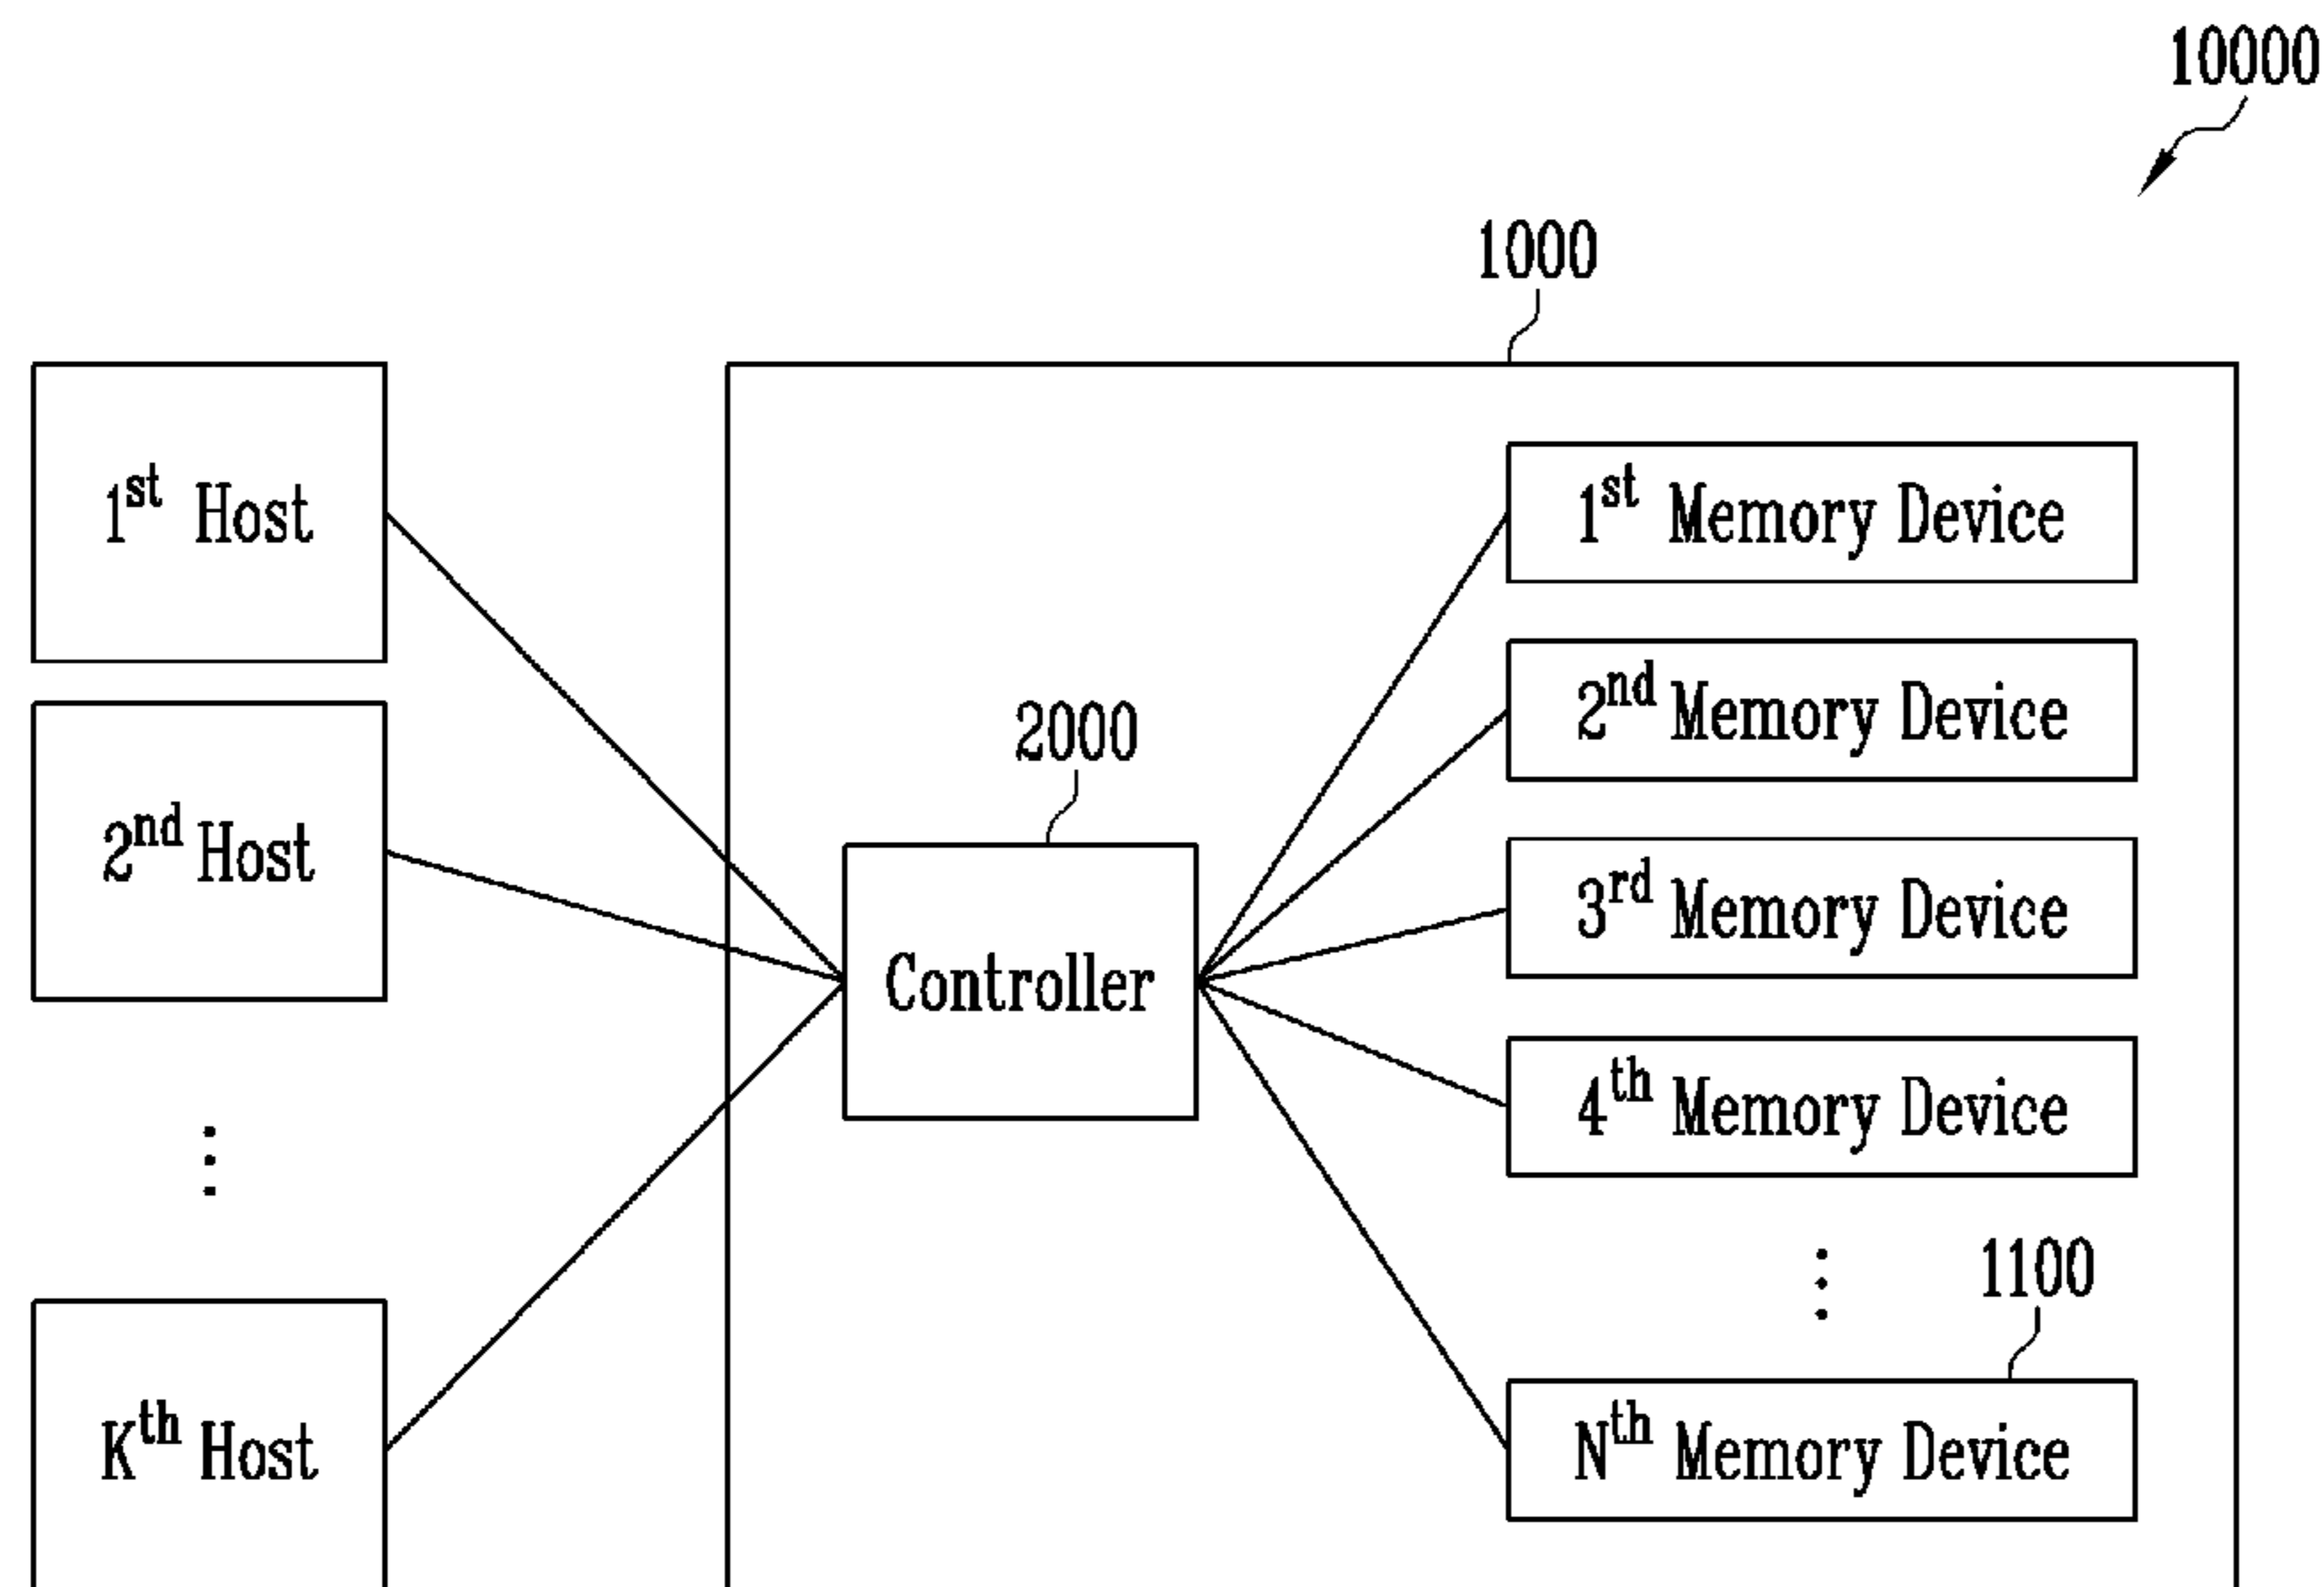 10000
1000
1st Host
2nd Host
⋮
Kth Host
2000
Controller
1st Memory Device
2nd Memory Device
3rd Memory Device
4th Memory Device
⋮
1100
Nth Memory Device